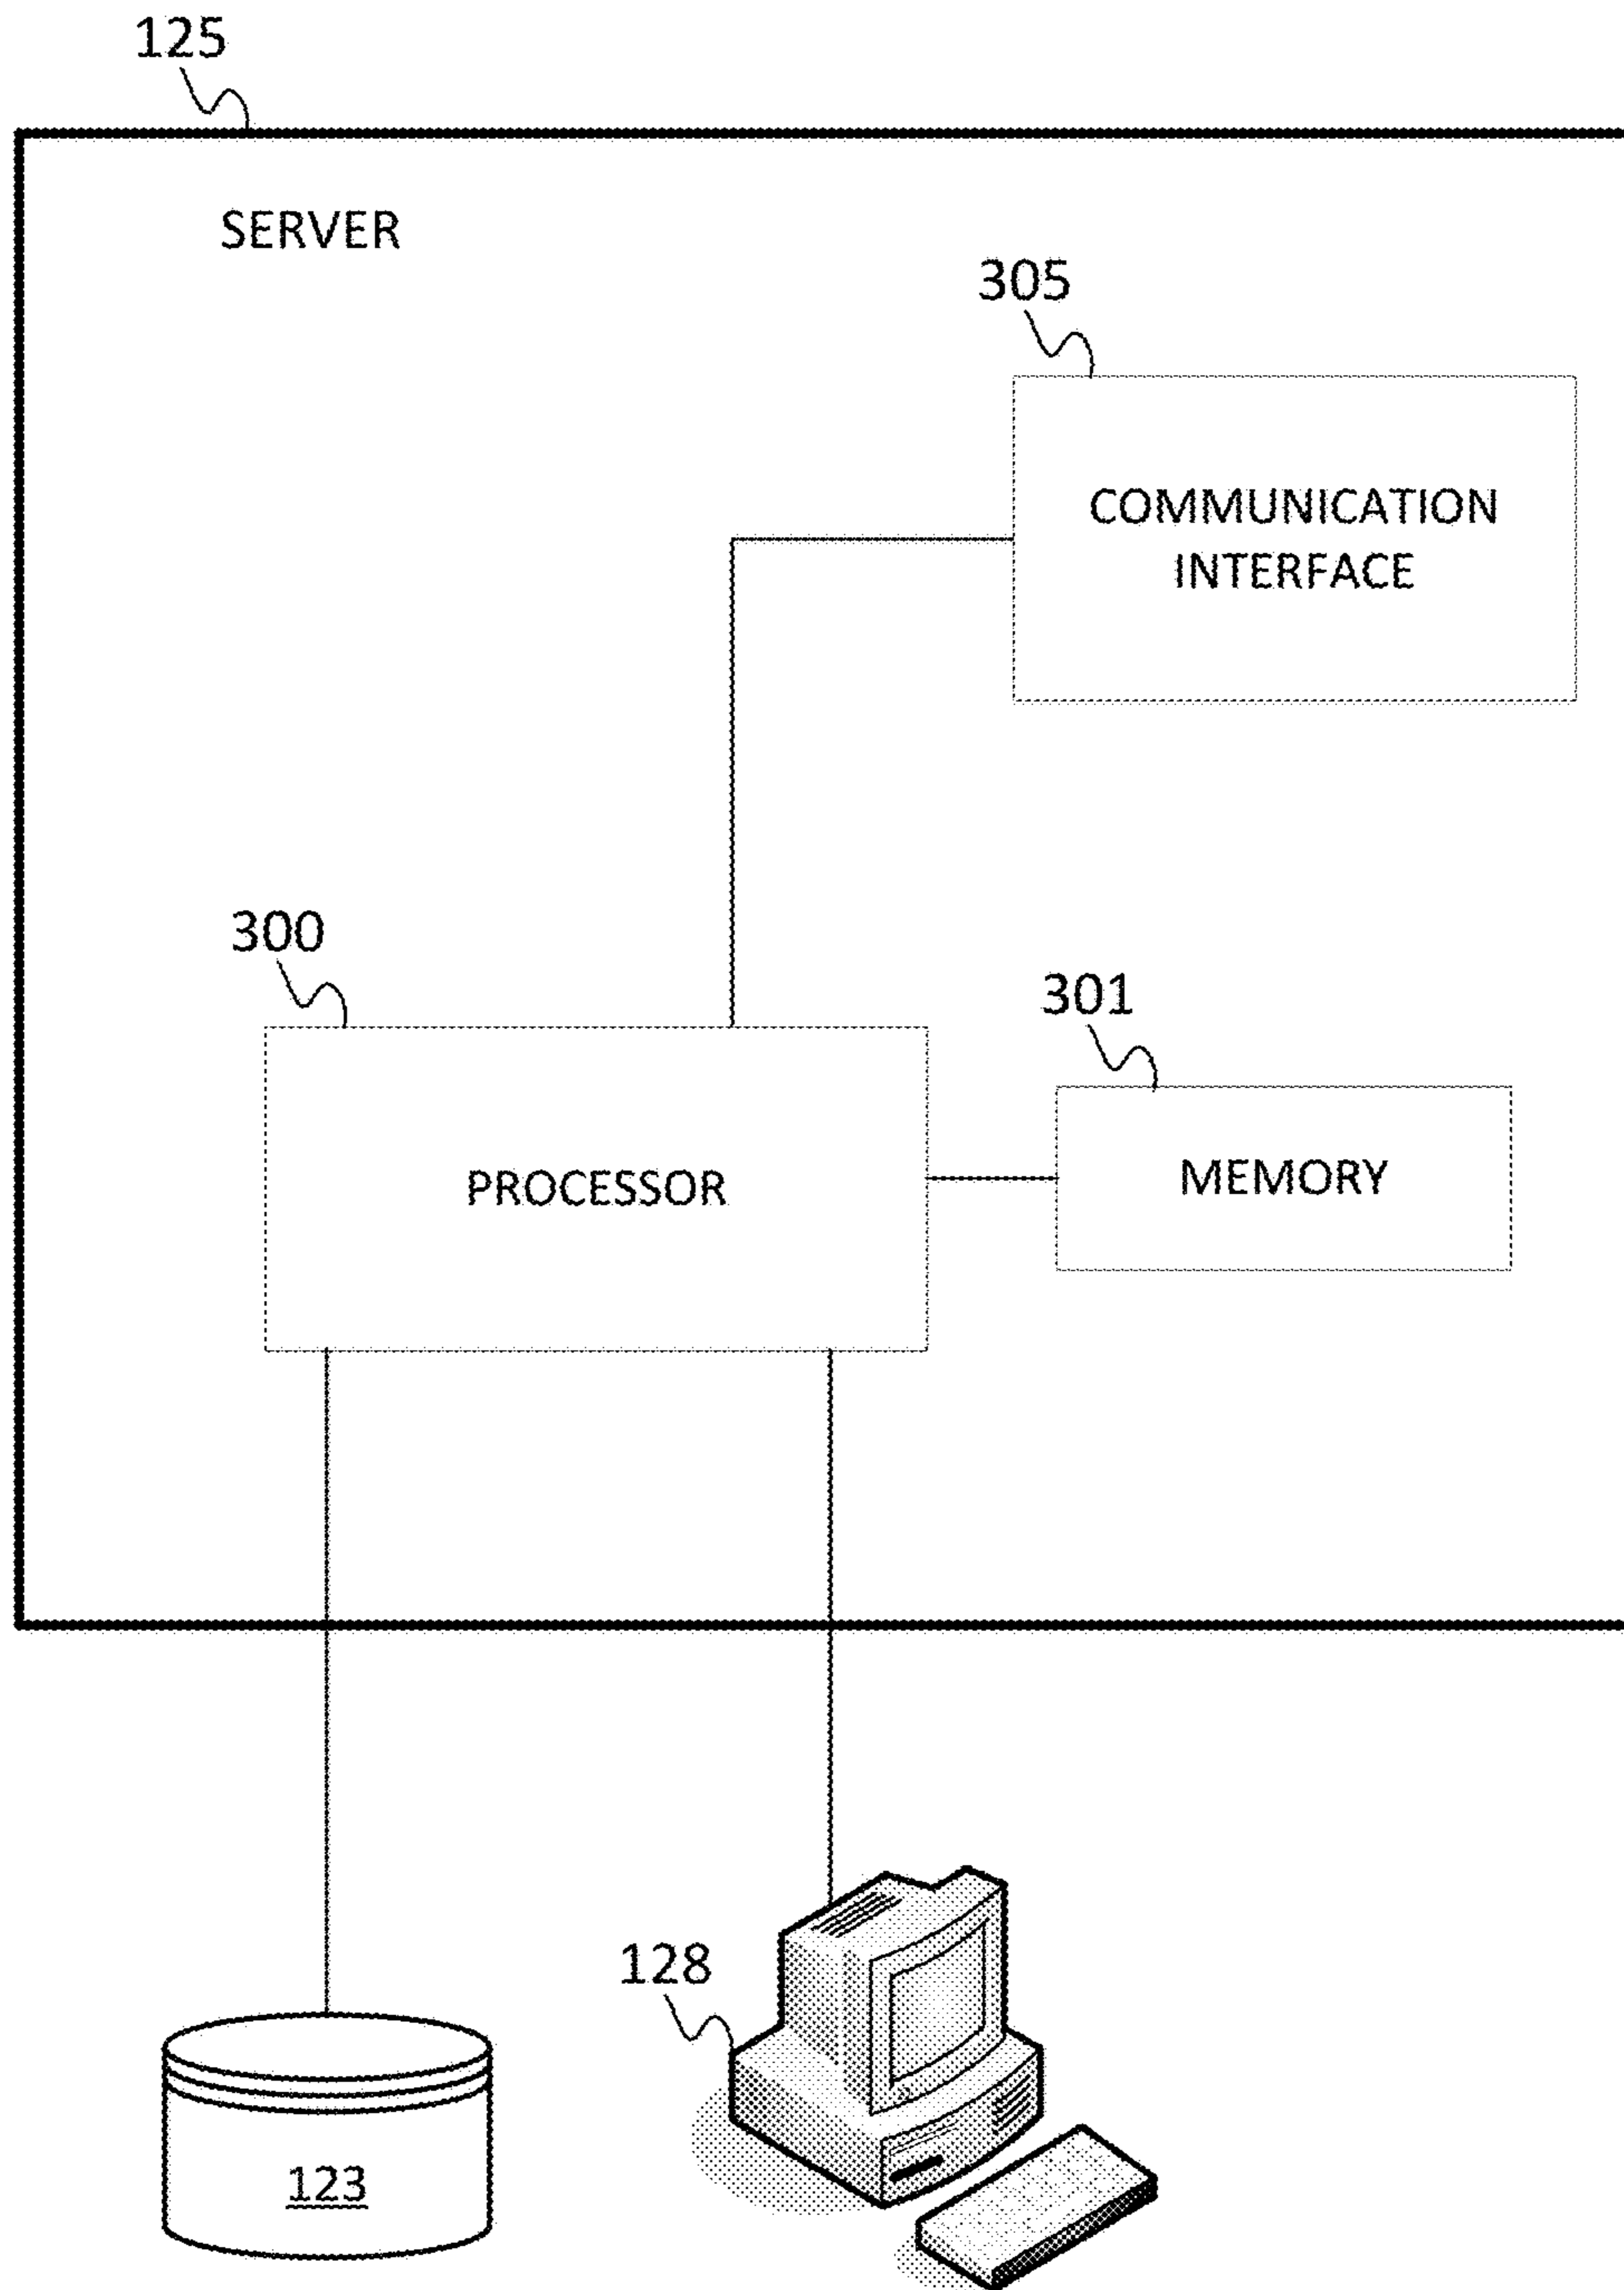 125
SERVER
305
COMMUNICATION
INTERFACE
300
301
PROCESSOR
MEMORY
128
123